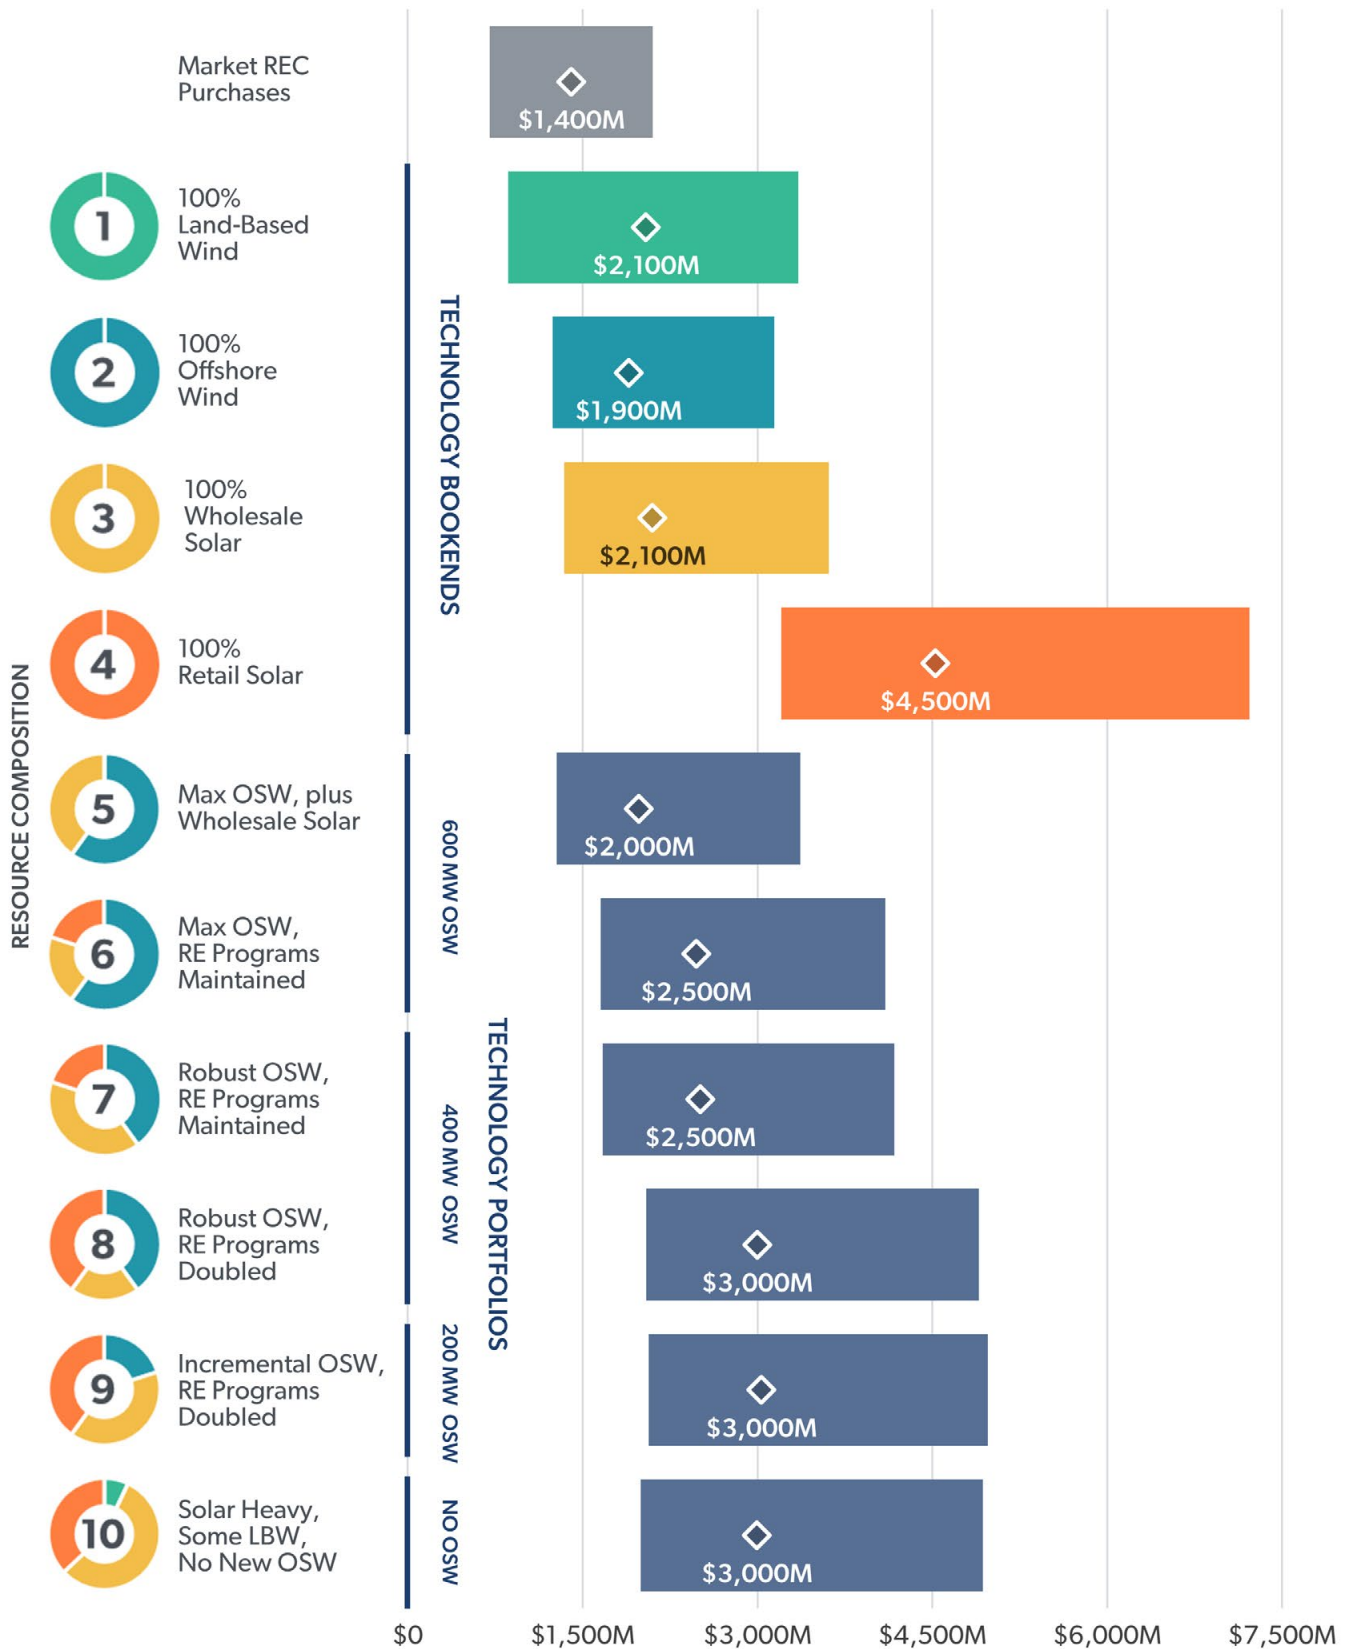 Market REC
Purchases
$1,400M
1
100%
Land-Based
Wind
$2,100M
2
100%
Offshore
Wind
$1,900M
3
100%
Wholesale
Solar
$2,100M
4
100%
Retail Solar
$4,500M
TECHNOLOGY BOOKENDS
RESOURCE COMPOSITION
5
Max OSW, plus
Wholesale Solar
$2,000M
6
Max OSW,
RE Programs
Maintained
$2,500M
600 MW OSW
7
Robust OSW,
RE Programs
Maintained
$2,500M
8
Robust OSW,
RE Programs
Doubled
$3,000M
400 MW OSW
TECHNOLOGY PORTFOLIOS
9
Incremental OSW,
RE Programs
Doubled
$3,000M
200 MW OSW
10
Solar Heavy,
Some LBW,
No New OSW
$3,000M
NO OSW
$0 $1,500M $3,000M $4,500M $6,000M $7,500M